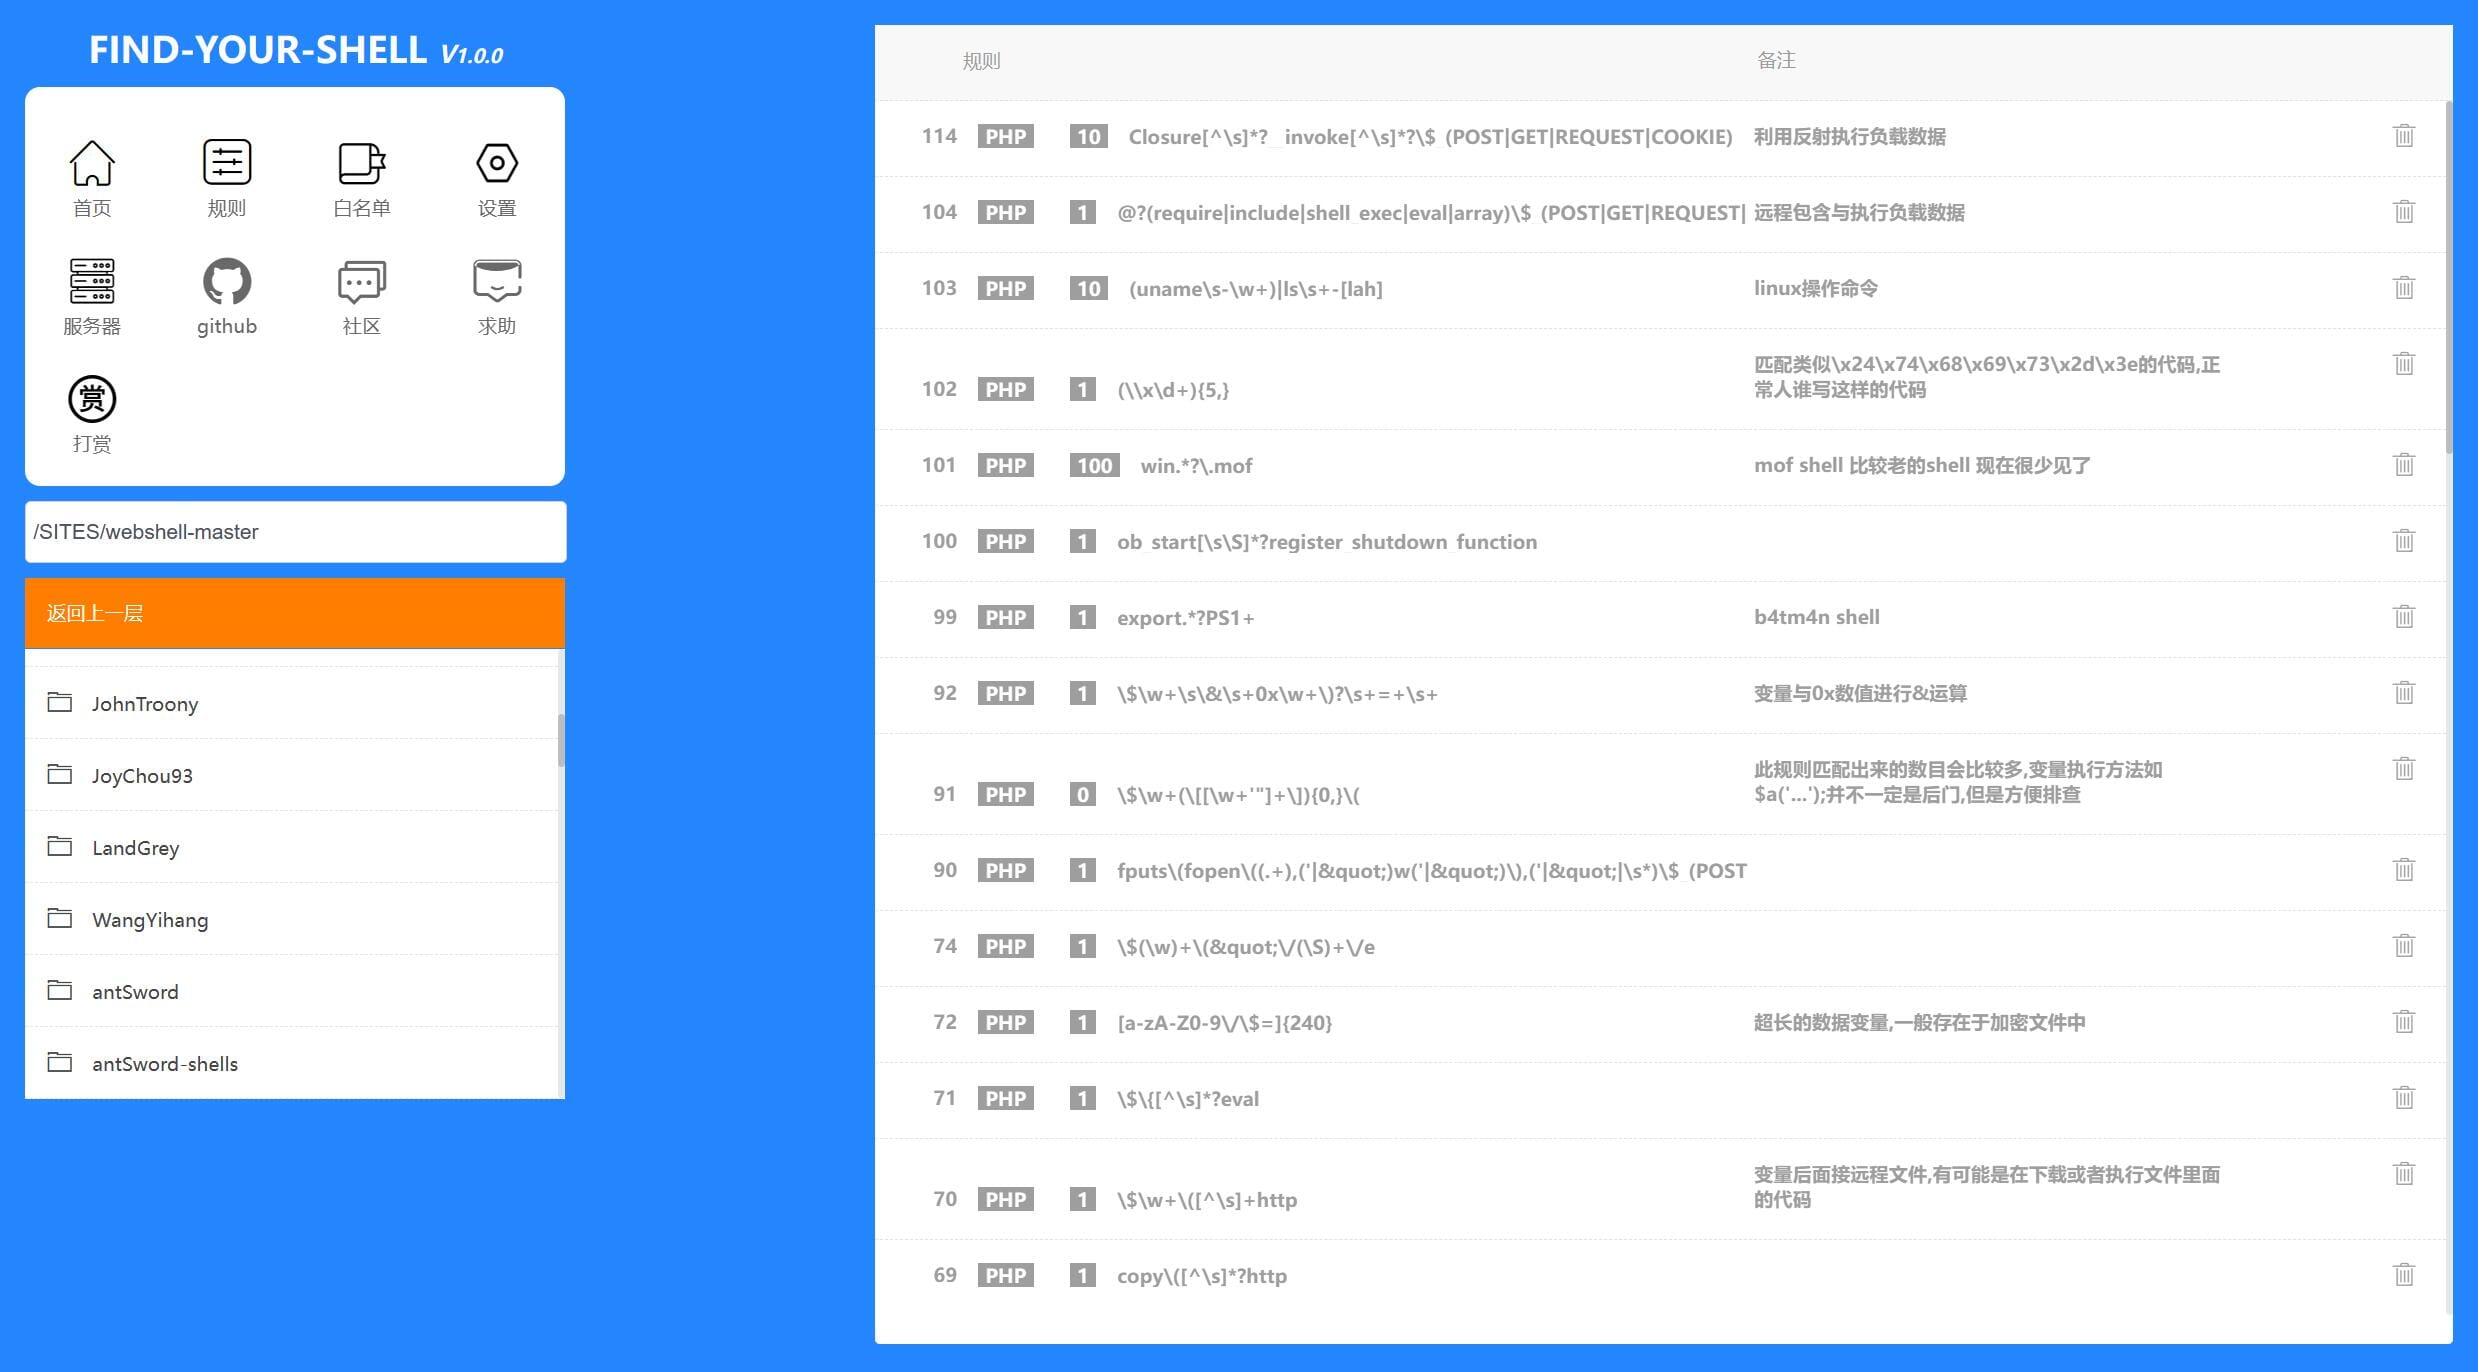 FIND-YOUR-SHELL V1.0.0
首页 规则 白名单 设置
服务器 github 社区 求助
赏
打赏
/SITES/webshell-master
返回上一层
JohnTroony
JoyChou93
LandGrey
WangYihang
antSword
antSword-shells
规则 备注
114 PHP 10 Closure[^\s]*?__invoke[^\s]*?\$_(POST|GET|REQUEST|COOKIE) 利用反射执行负载数据
104 PHP 1 @?(require|include|shell_exec|eval|array)\$_(POST|GET|REQUEST| 远程包含与执行负载数据
103 PHP 10 (uname\s-\w+)|ls\s+-[lah] linux操作命令
102 PHP 1 (\\x\d+){5,} 匹配类似\x24\x74\x68\x69\x73\x2d\x3e的代码,正
常人谁写这样的代码
101 PHP 100 win.*?\.mof mof shell 比较老的shell 现在很少见了
100 PHP 1 ob_start[\s\S]*?register_shutdown_function
99 PHP 1 export.*?PS1+ b4tm4n shell
92 PHP 1 \$\w+\s\&\s+0x\w+\)?\s+=+\s+ 变量与0x数值进行&运算
91 PHP 0 \$\w+(\[[\w+'"]+\]){0,}\( 此规则匹配出来的数目会比较多,变量执行方法如
$a('...');并不一定是后门,但是方便排查
90 PHP 1 fputs\(fopen\((.+),('|&quot;)w('|&quot;)\),('|&quot;|\s*)\$_(POST
74 PHP 1 \$(\w)+\(&quot;\/(\S)+\/e
72 PHP 1 [a-zA-Z0-9\/\$=]{240} 超长的数据变量,一般存在于加密文件中
71 PHP 1 \$\{[^\s]*?eval
70 PHP 1 \$\w+\([^\s]+http 变量后面接远程文件,有可能是在下载或者执行文件里面
的代码
69 PHP 1 copy\([^\s]*?http